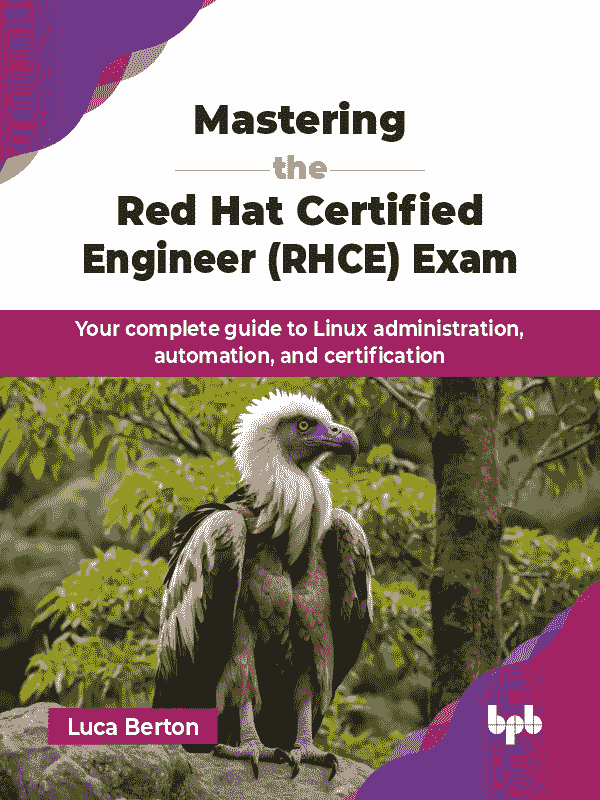 Mastering
the
Red Hat Certified
Engineer (RHCE) Exam
Your complete guide to Linux administration,
automation, and certification
Luca Berton
bpb